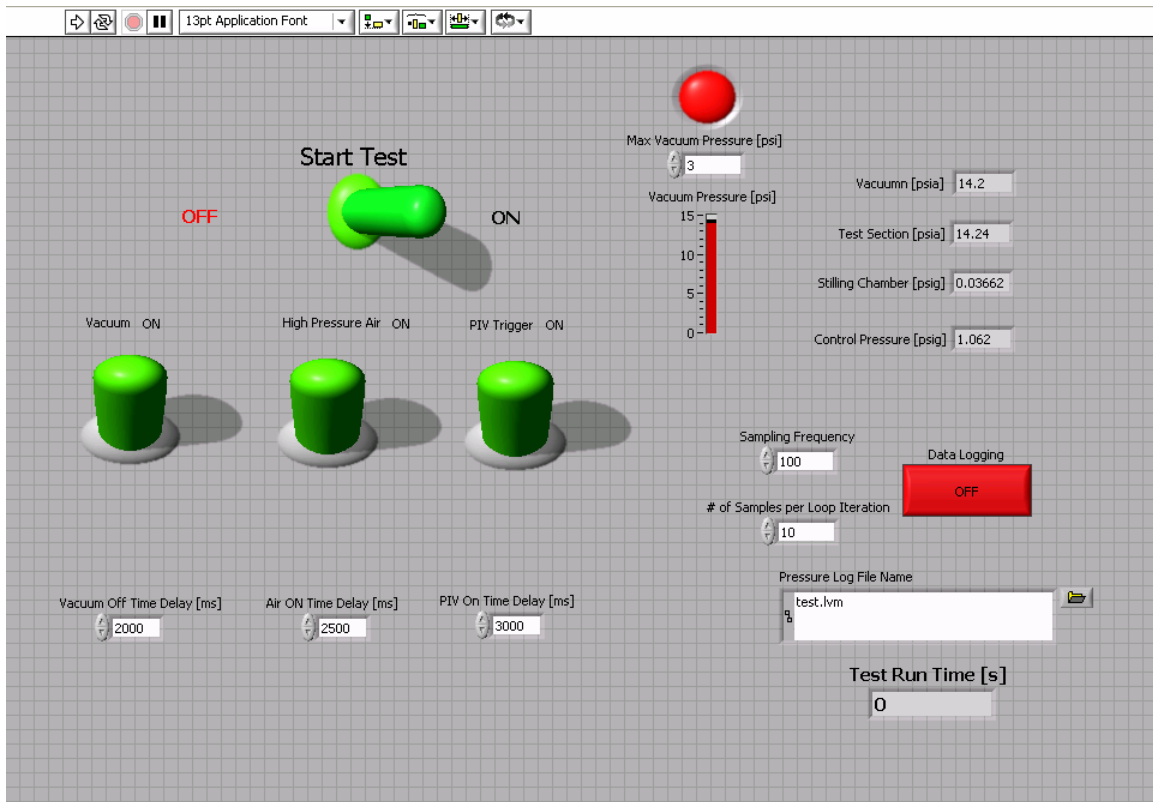 13pt Application Font
Max Vacuum Pressure [psi]
3
Start Test
OFF
ON
Vacuum Pressure [psi]
15
10
5
0
Vacuumn [psia] 14.2
Test Section [psia] 14.24
Stilling Chamber [psig] 0.03662
Control Pressure [psig] 1.062
Vacuum ON
High Pressure Air ON
PIV Trigger ON
Sampling Frequency
100
Data Logging
OFF
# of Samples per Loop Iteration
10
Pressure Log File Name
test.lvm
Vacuum Off Time Delay [ms]
2000
Air ON Time Delay [ms]
2500
PIV On Time Delay [ms]
3000
Test Run Time [s]
0